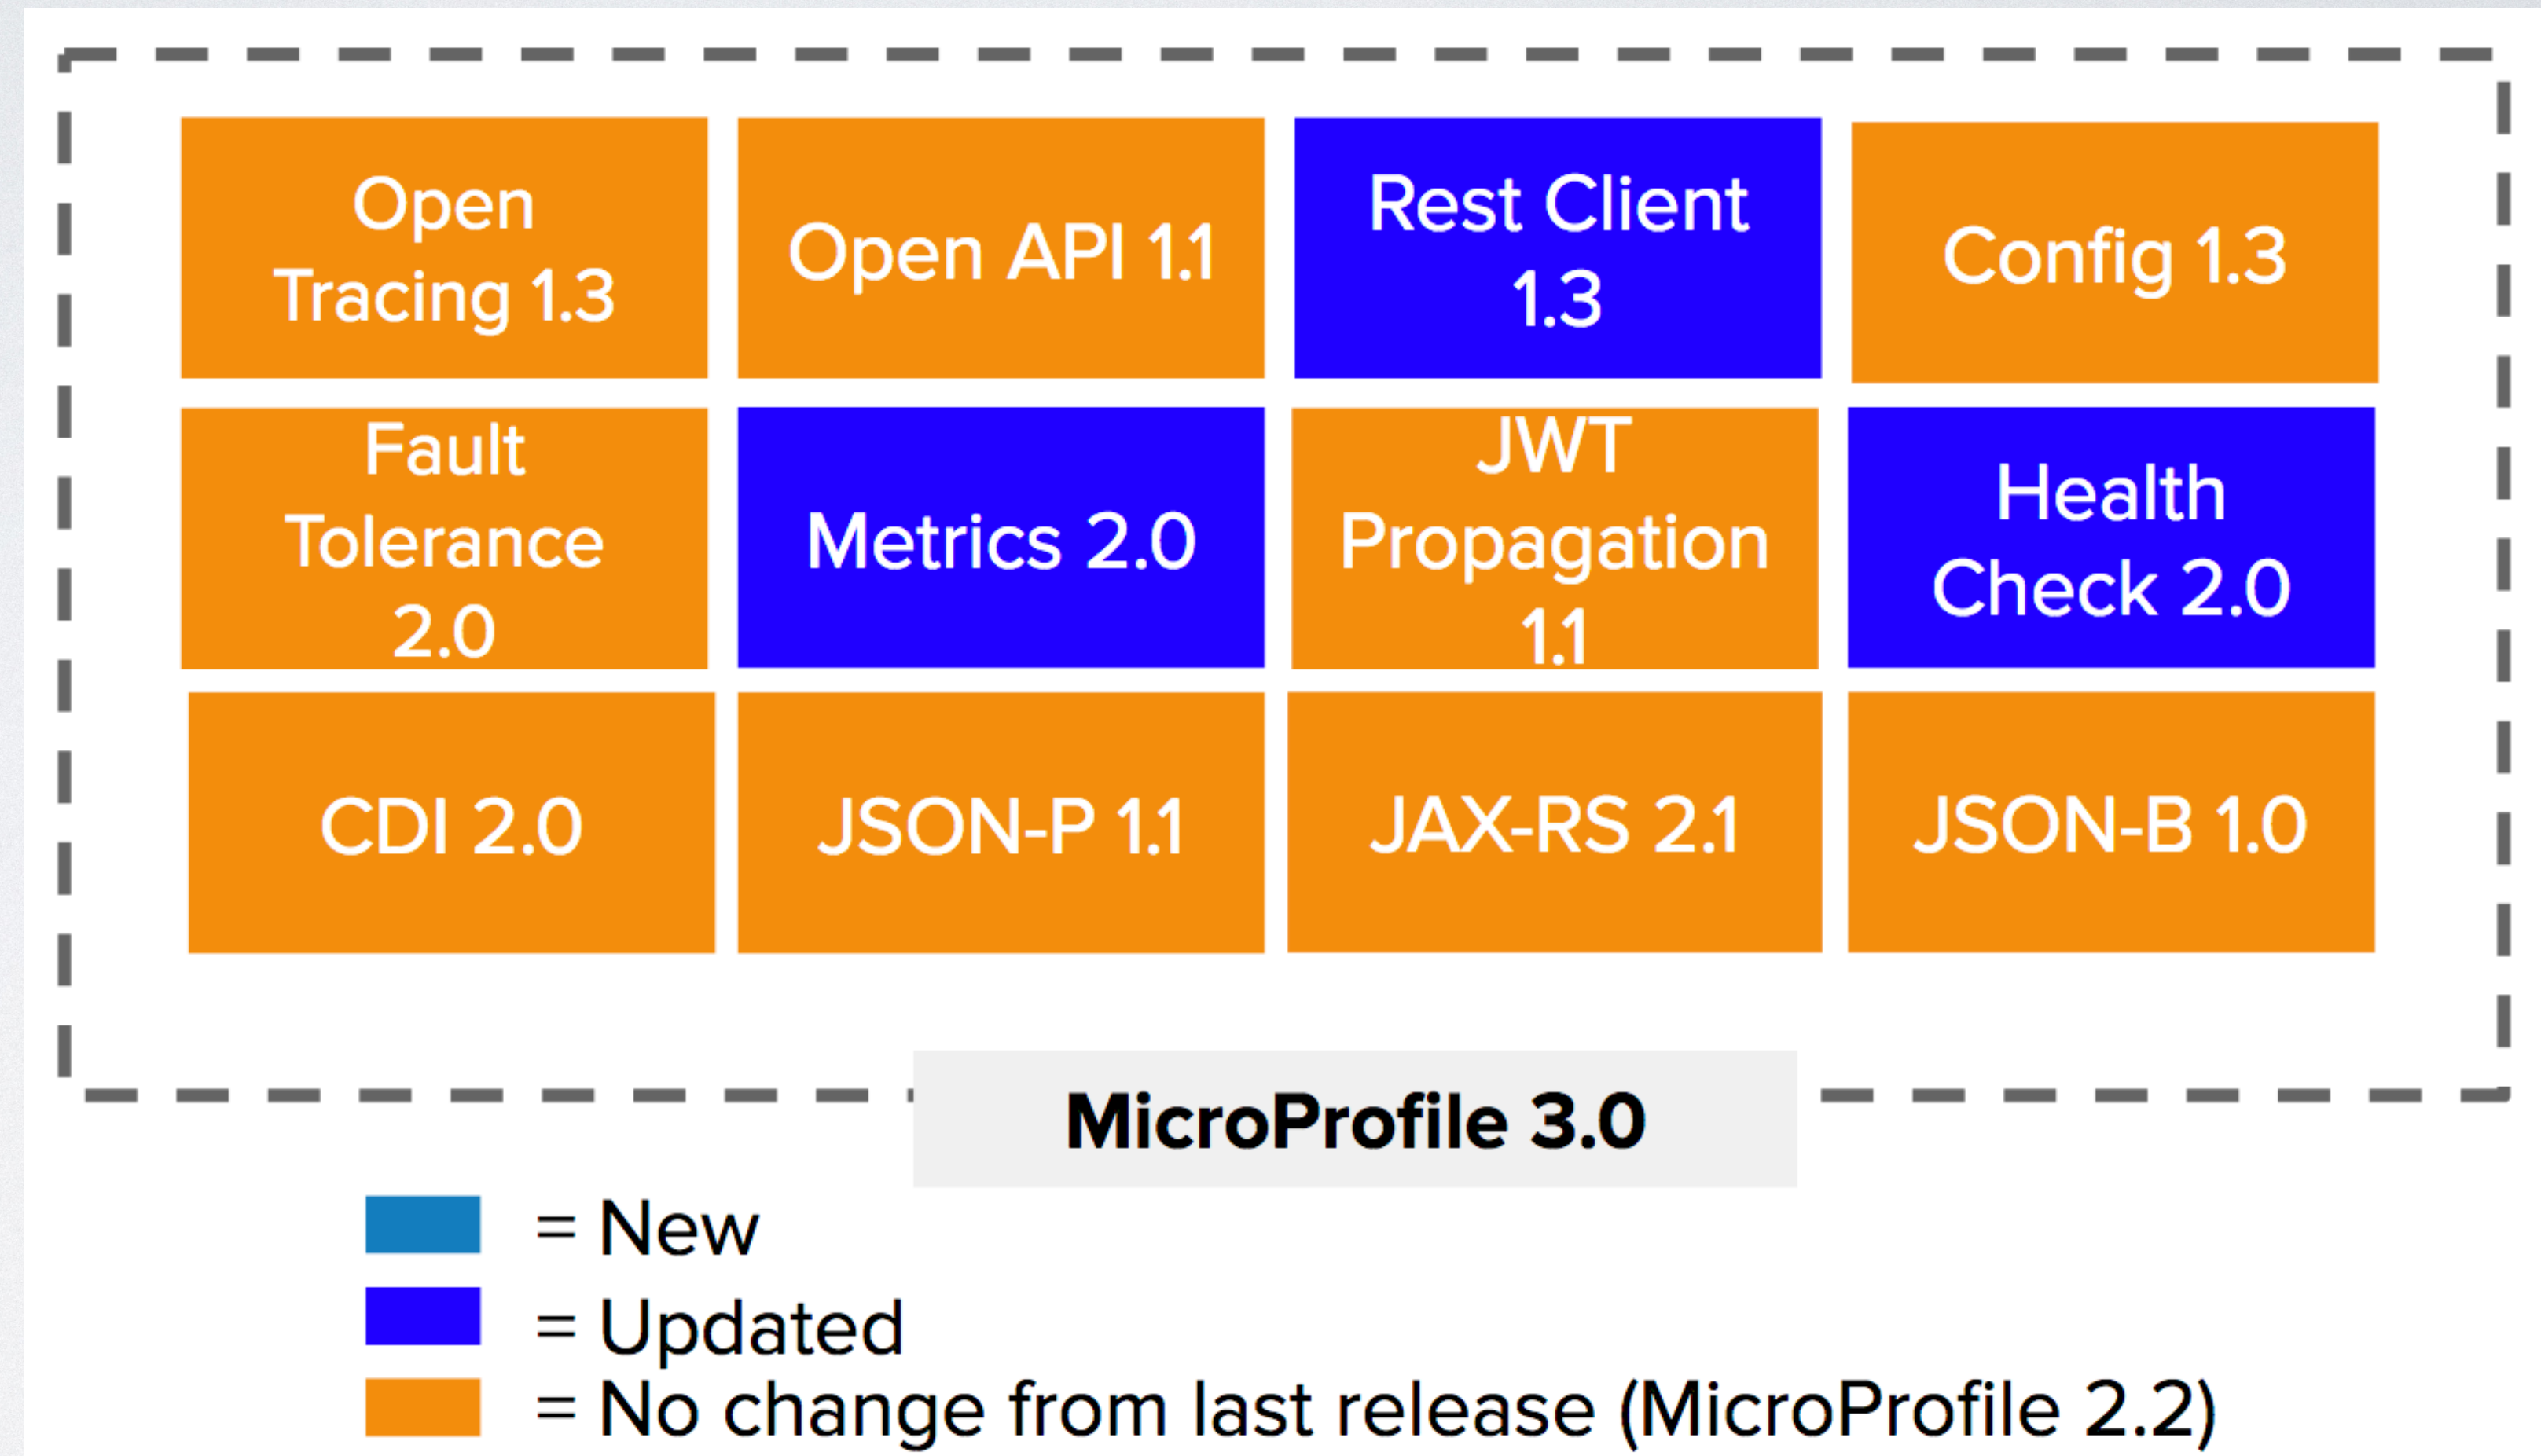 Open
Tracing 1.3
Open API 1.1
Rest Client
1.3
Config 1.3
Fault
Tolerance
2.0
Metrics 2.0
JWT
Propagation
1.1
Health
Check 2.0
CDI 2.0
JSON-P 1.1
JAX-RS 2.1
JSON-B 1.0
MicroProfile 3.0
= New
= Updated
= No change from last release (MicroProfile 2.2)